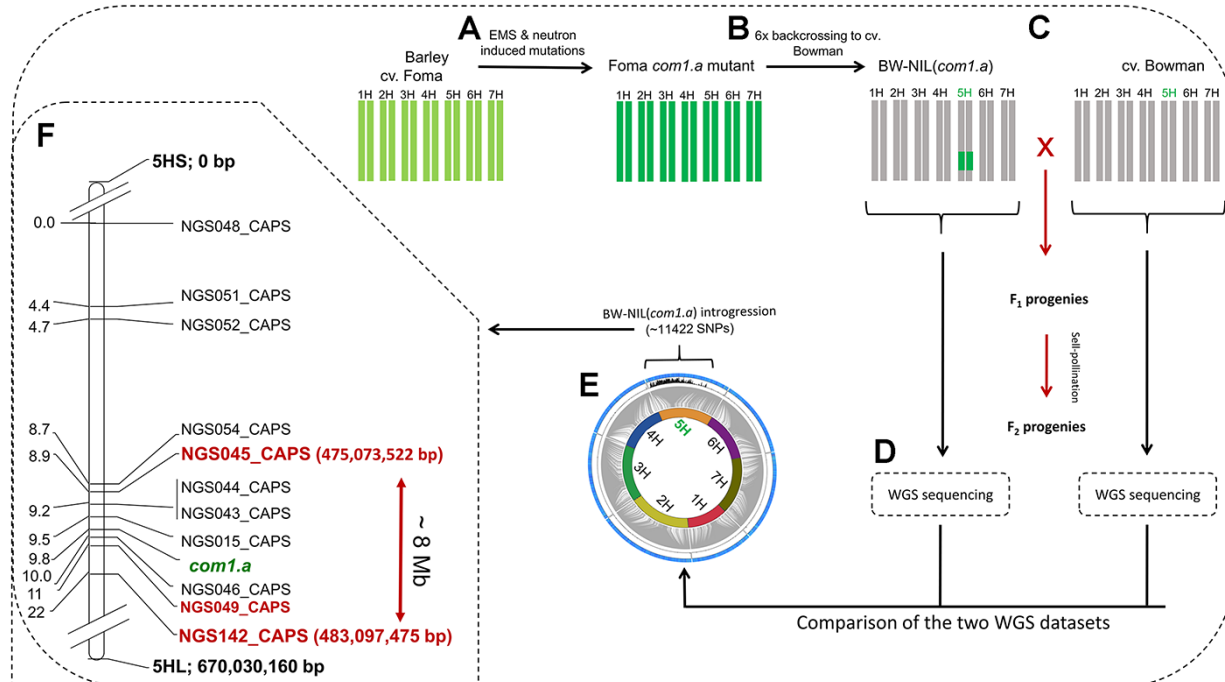 A
EMS & neutron
induced mutations
Barley
cv. Foma
1H 2H 3H 4H 5H 6H 7H
B
6x backcrossing to cv.
Bowman
Foma com1.a mutant
1H 2H 3H 4H 5H 6H 7H
C
BW-NIL(com1.a)
1H 2H 3H 4H 5H 6H 7H
X
cv. Bowman
1H 2H 3H 4H 5H 6H 7H
F1 progenies
Sell-pollination
F2 progenies
D
WGS sequencing
WGS sequencing
Comparison of the two WGS datasets
E
BW-NIL(com1.a) introgression
(~11422 SNPs)
5H
6H
7H
1H
2H
3H
4H
F
5HS; 0 bp
0.0 NGS048_CAPS
4.4 NGS051_CAPS
4.7 NGS052_CAPS
8.7 NGS054_CAPS
8.9 NGS045_CAPS (475,073,522 bp)
NGS044_CAPS
9.2 NGS043_CAPS
9.5 NGS015_CAPS
9.8 com1.a
10.0 NGS046_CAPS
11 NGS049_CAPS
22 NGS142_CAPS (483,097,475 bp)
~ 8 Mb
5HL; 670,030,160 bp